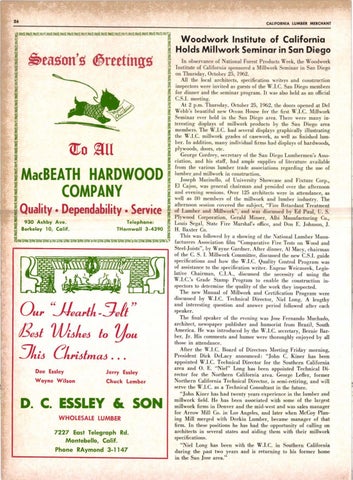 36
CALIFORNIA LUMBER MERCHANT
Season's Greetings
To All
MacBEATH HARDWOOD
COMPANY
Quality • Dependability • Service
930 Ashby Ave.
Berkeley 10, Calif.
Telephone:
THornwall 3-4390
Our "Hearth-Felt"
Best Wishes to You
This Christmas...
Dee Essley
Wayne Wilson
Jerry Essley
Chuck Lember
D. C. ESSLEY & SON
WHOLESALE LUMBER
7227 East Telegraph Rd.
Montebello, Calif.
Phone RAymond 3-1147
Woodwork Institute of California
Holds Millwork Seminar in San Diego
In observance of National Forest Products Week, the Woodwork
Institute of California sponsored a Millwork Seminar in San Diego
on Thursday, October 25, 1962.
All the local architects, specification writers and construction
inspectors were invited as guests of the W.I.C. San Diego members
for dinner and the seminar program. It was also held as an official
C.S.I. meeting.
At 2 p.m. Thursday, October 25, 1962, the doors opened at Del
Webb's beautiful new Ocean House for the first W.I.C. Millwork
Seminar ever held in the San Diego area. There were many in-
teresting displays of millwork products by the San Diego area
members. The W.I.C. had several displays graphically illustrating
the W.I.C. millwork grades of casework, as well as finished lum-
ber. In addition, many individual firms had displays of hardwoods,
plywoods, doors, etc.
George Gordery, secretary of the San Diego Lumbermen's Asso-
ciation, and his staff, had ample supplies of literature available
from the various lumber trade associations regarding the use of
lumber and millwork in construction.
Joseph Marinella, of University Showcase and Fixture Corp.,
El Cajon, was general chairman and presided over the afternoon
and evening sessions. Over 125 architects were in attendance, as
well as 80 members of the millwork and lumber industry. The
afternoon session covered the subject, "Fire Retardant Treatment
of Lumber and Millwork", and was discussed by Ed Paul, U. S.
Plywood Corporation, Gerald Misner, Albi Manufacturing Co.,
Louis Segal, State Fire Marshal's office, and Don E. Johnson, J.
H. Baxter Co.
This was followed by a showing of the National Lumber Manu-
facturers Association film "Comparative Fire Tests on Wood and
Steel-Joists", by Wayne Gardner. After dinner, Al Macy, chairman
of the C. S. I. Millwork Committee, discussed the new C.S.I. guide
specifications and how the W.I.C. Quality Control Program was
of assistance to the specification writer. Eugene Weiznzeck, Legis-
lative Chairman, C.I.A., discussed the necessity of using the
W.I.C.'s Grade Stamp Program to enable the construction in-
spectors to determine the quality of the work they inspected.
The new Manual of Millwork and Certification Program were
discussed by W.I.C. Technical Director, Niel Long. A lengthy
and interesting question and answer period followed after each
speaker.
The final speaker of the evening was Jose Fernando Machado,
architect, newspaper publisher and humorist from Brazil, South
America. He was introduced by the W.I.C. secretary, Bernie Bar-
ber, Jr. His comments and humor were thoroughly enjoyed by all
those in attendance.
After the W.I.C. Board of Directors Meeting Friday morning,
President Dick DeLacy announced: "John C. Kiner has been
appointed W.I.C. Technical Director for the Southern California
area and O. E. "Niel" Long has been appointed Technical Di-
rector for the Northern California area. George Lefler, former
Northern California Technical Director, is semi-retiring, and will
serve the W.I.C. as a Technical Consultant in the future.
"John Kiner has had twenty years experience in the lumber and
millwork field. He has been associated with some of the largest
millwork firms in Denver and the mid-west and was sales manager
for Arrow Mill Co. in Los Angeles, and later when McCoy Plan-
ing Mill merged with Dorkin Lumber, became manager of that
firm. In these positions he has had the opportunity of calling on
architects in several states and aiding them with their millwork
specifications.
"Niel Long has been with the W.I.C. in Southern California
during the past two years and is returning to his former home
in the San Jose area."